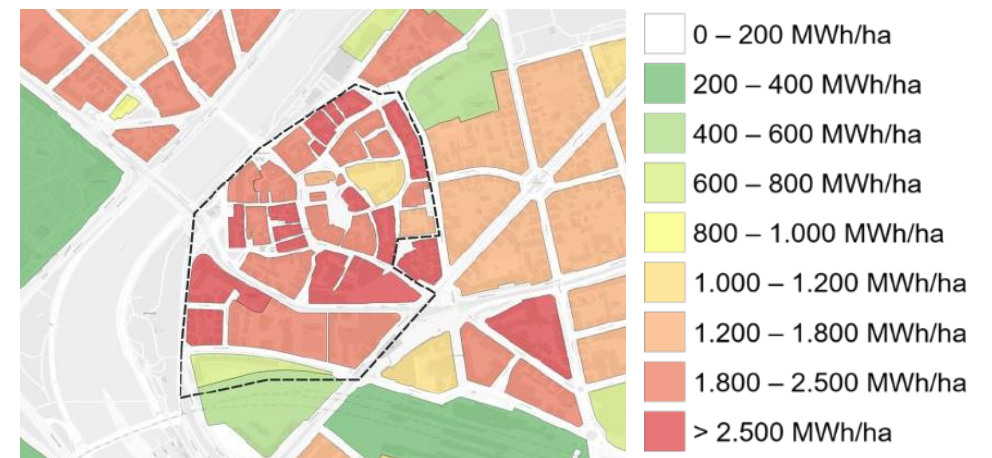 0 – 200 MWh/ha
200 – 400 MWh/ha
400 – 600 MWh/ha
600 – 800 MWh/ha
800 – 1.000 MWh/ha
1.000 – 1.200 MWh/ha
1.200 – 1.800 MWh/ha
1.800 – 2.500 MWh/ha
> 2.500 MWh/ha